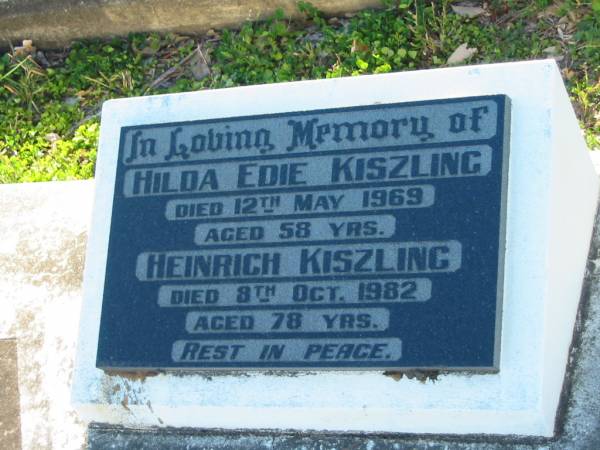 In Loving Memory of
HILDA EDIE KISZLING
DIED 12TH MAY 1969
AGED 58 YRS.
HEINRICH KISZLING
DIED 8TH OCT. 1982
AGED 78 YRS.
REST IN PEACE.